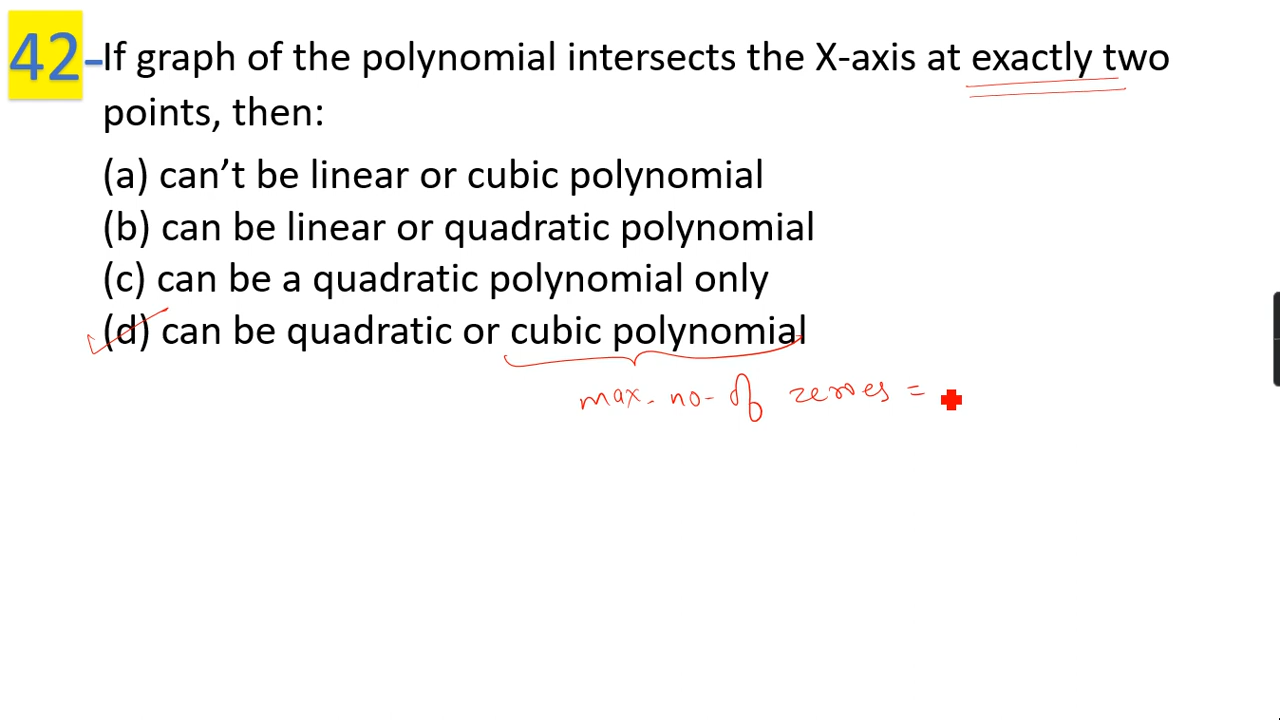 42-If graph of the polynomial intersects the X-axis at exactly two
points, then:
(a) can't be linear or cubic polynomial
(b) can be linear or quadratic polynomial
(c) can be a quadratic polynomial only
(d) can be quadratic or cubic polynomial
max. no. of zeroes =